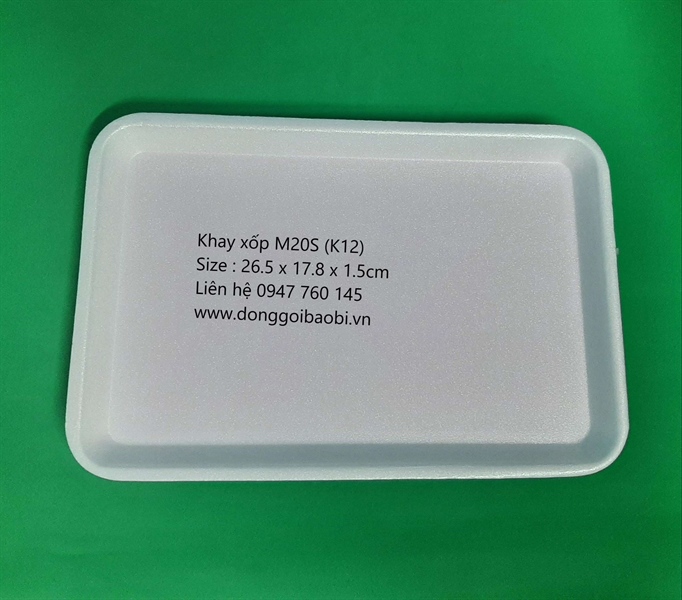 Khay xốp M20S (K12)
Size : 26.5 x 17.8 x 1.5cm
Liên hệ 0947 760 145
www.donggoibaobi.vn